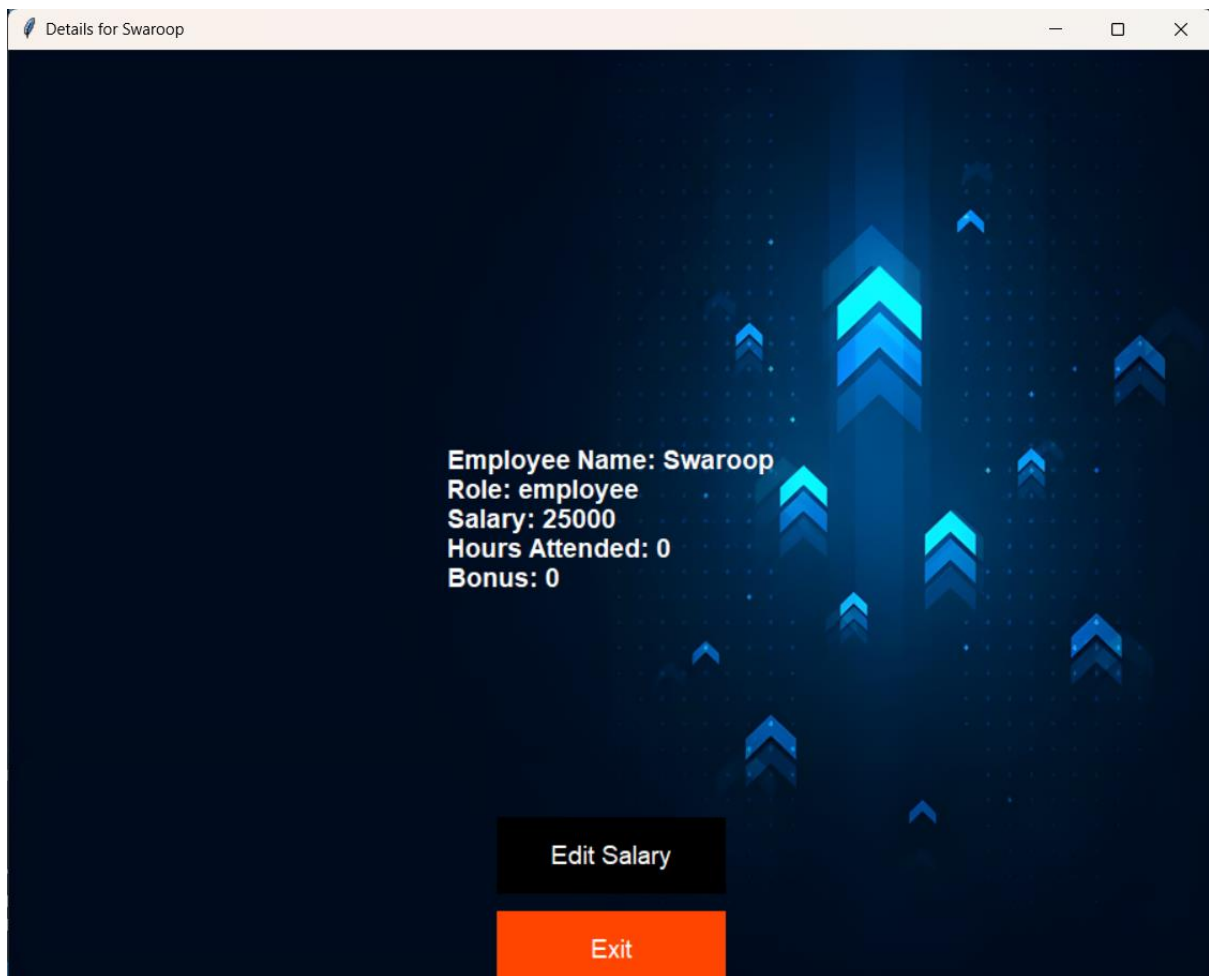 Details for Swaroop
Employee Name: Swaroop
Role: employee
Salary: 25000
Hours Attended: 0
Bonus: 0
Edit Salary
Exit